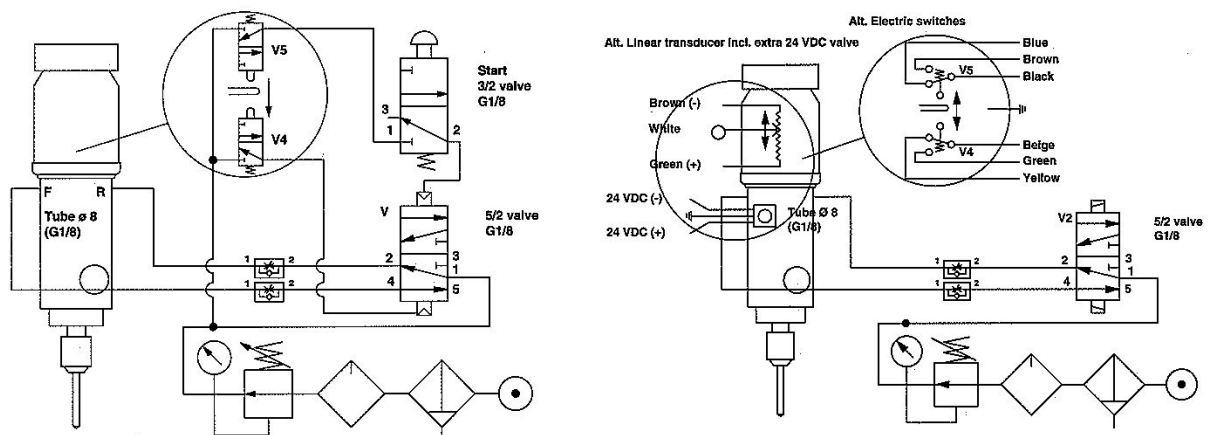 V5
V4
Start
3/2 valve
G1/8
3
1
2
F
R
Tube ø 8
(G1/8)
V
5/2 valve
G1/8
3
1
2
4
5
1
2
1
2
Alt. Electric switches
Alt. Linear transducer incl. extra 24 VDC valve
Blue
Brown
Black
V5
Brown (-)
White
Green (+)
V4
Beige
Green
Yellow
24 VDC (-)
24 VDC (+)
Tube Ø 8
(G1/8)
V2
5/2 valve
G1/8
3
1
2
4
5
1
2
1
2